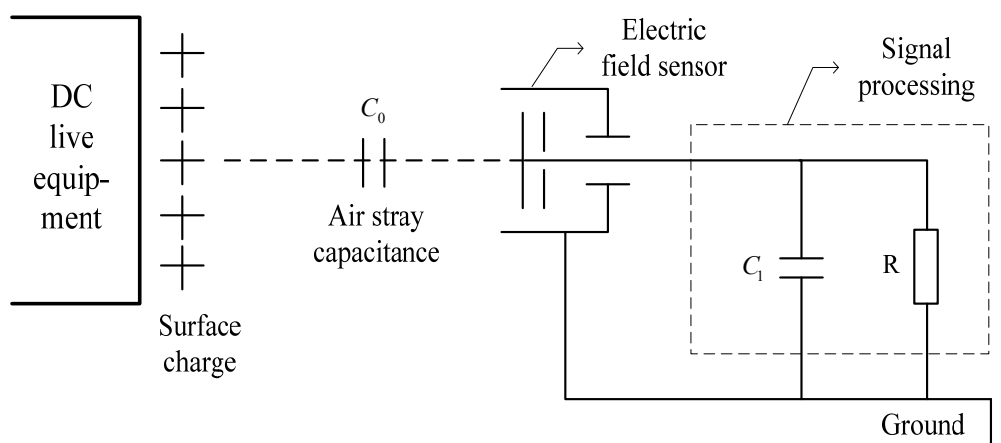 DC
live
equip-
ment
Surface
charge
C₀
Air stray
capacitance
Electric
field sensor
Signal
processing
C₁
R
Ground